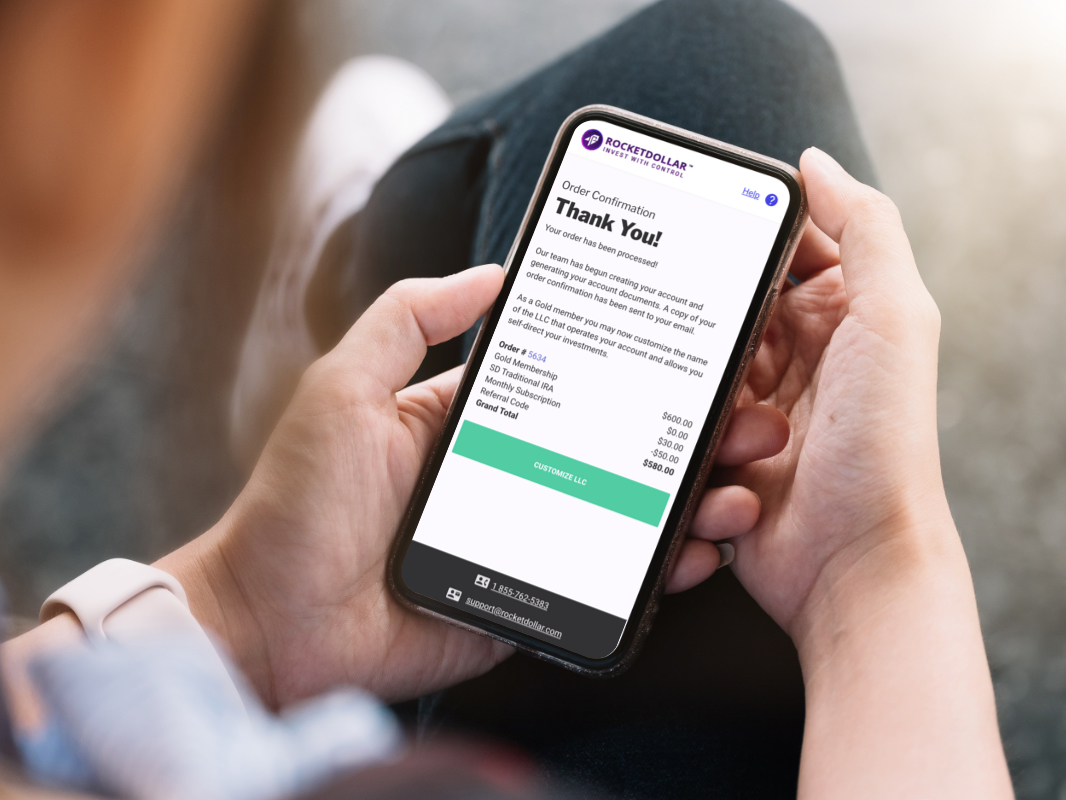 ROCKETDOLLAR™
INVEST WITH CONTROL
Help ?
Order Confirmation
Thank You!
Your order has been processed!
Our team has begun creating your account and
generating your account documents. A copy of your
order confirmation has been sent to your email.
As a Gold member you may now customize the name
of the LLC that operates your account and allows you
self-direct your investments.
Order # 5634
Gold Membership $600.00
SD Traditional IRA $0.00
Monthly Subscription $30.00
Referral Code -$50.00
Grand Total $580.00
CUSTOMIZE LLC
1 855-762-5383
support@rocketdollar.com